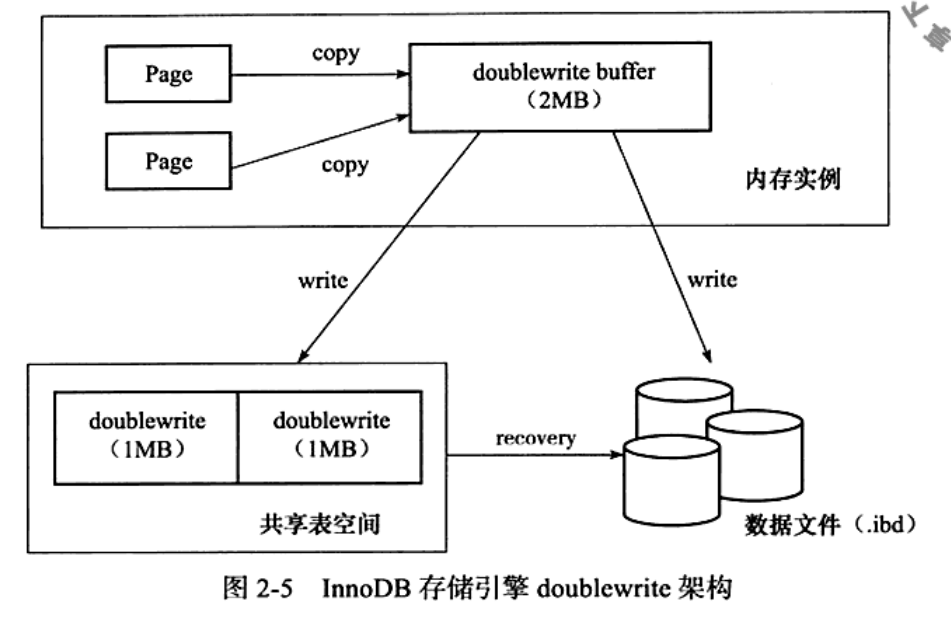 Page
copy
doublewrite buffer
（2MB）
Page
copy
内存实例
write
write
doublewrite
（1MB）
doublewrite
（1MB）
recovery
共享表空间
数据文件（.ibd）
图 2-5 InnoDB 存储引擎 doublewrite 架构